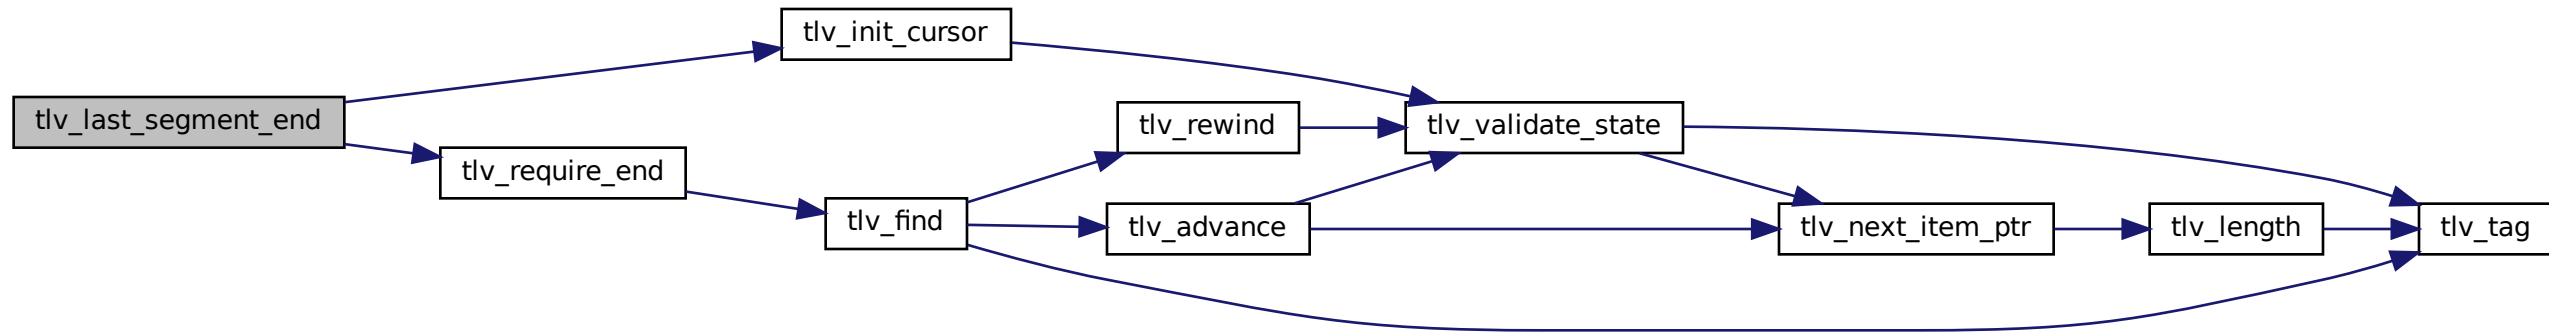 tlv_last_segment_end
tlv_init_cursor
tlv_require_end
tlv_find
tlv_rewind
tlv_advance
tlv_validate_state
tlv_next_item_ptr
tlv_length
tlv_tag